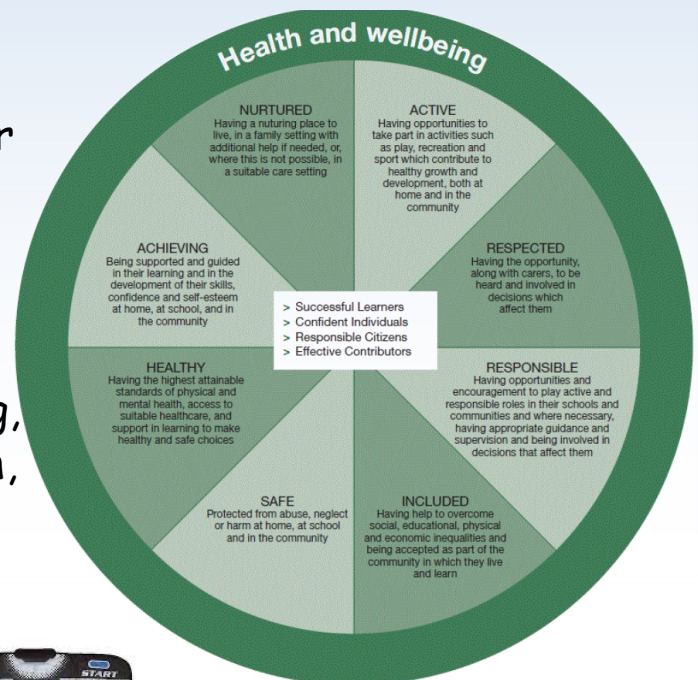 Health and wellbeing
r
g,
,
NURTURED
Having a nuturing place to
live, in a family setting with
additional help if needed, or,
where this is not possible, in
a suitable care setting
ACTIVE
Having opportunities to
take part in activities such
as play, recreation and
sport which contribute to
healthy growth and
development, both at
home and in the
community
ACHIEVING
Being supported and guided
in their learning and in the
development of their skills,
confidence and self-esteem
at home, at school, and in
the community
RESPECTED
Having the opportunity,
along with carers, to be
heard and involved in
decisions which
affect them
> Successful Learners
> Confident Individuals
> Responsible Citizens
> Effective Contributors
HEALTHY
Having the highest attainable
standards of physical and
mental health, access to
suitable healthcare, and
support in learning to make
healthy and safe choices
RESPONSIBLE
Having opportunities and
encouragement to play active and
responsible roles in their schools and
communities and where necessary,
having appropriate guidance and
supervision and being involved in
decisions that affect them
SAFE
Protected from abuse, neglect
or harm at home, at school
and in the community
INCLUDED
Having help to overcome
social, educational, physical
and economic inequalities and
being accepted as part of the
community in which they live
and learn
START